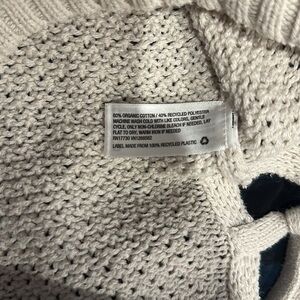 60% ORGANIC COTTON / 40% RECYCLED POLYESTER
MACHINE WASH COLD WITH LIKE COLORS, GENTLE
CYCLE, ONLY NON-CHLORINE BLEACH IF NEEDED, LAY
FLAT TO DRY, WARM IRON IF NEEDED
LABEL MADE FROM 100% RECYCLED PLASTIC